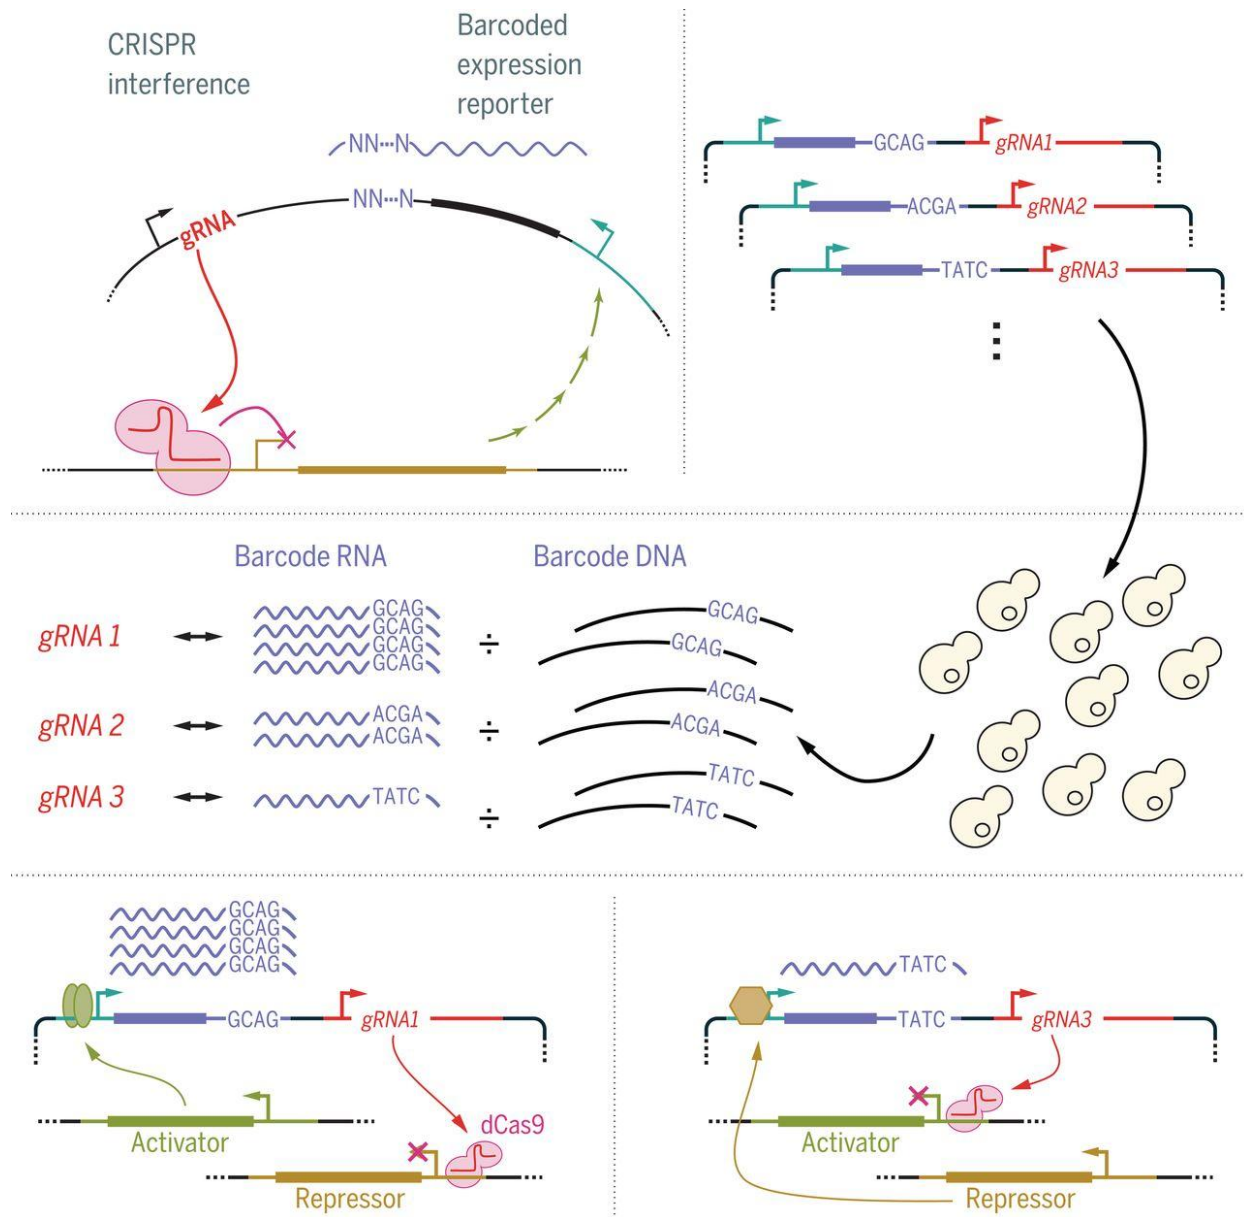 CRISPR
interference
Barcoded
expression
reporter
NN···N
NN···N
gRNA
GCAG
gRNA1
ACGA
gRNA2
TATC
gRNA3
Barcode RNA
Barcode DNA
gRNA 1
GCAG
GCAG
GCAG
GCAG
÷
GCAG
GCAG
gRNA 2
ACGA
ACGA
÷
ACGA
ACGA
gRNA 3
TATC
÷
TATC
TATC
GCAG
GCAG
GCAG
GCAG
GCAG
gRNA1
Activator
dCas9
Repressor
TATC
TATC
gRNA3
Activator
Repressor